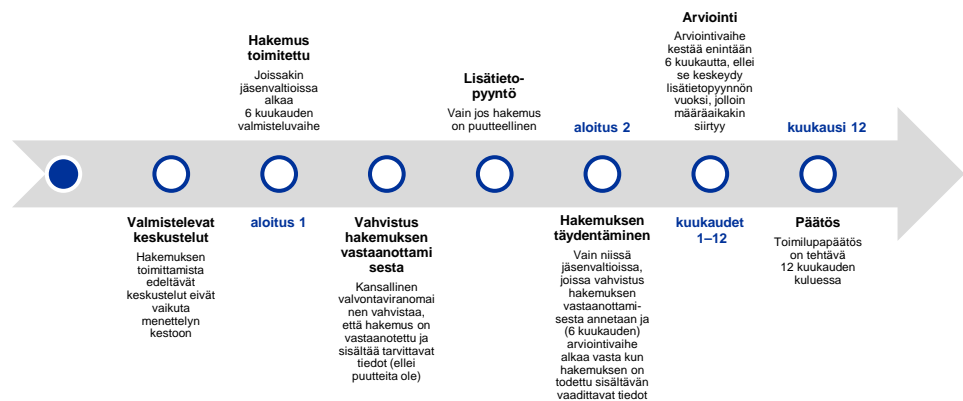 Valmistelevat
keskustelut
Hakemuksen
toimittamista
edeltävät
keskustelut eivät
vaikuta
menettelyn
kestoon
Hakemus
toimitettu
Joissakin
jäsenvaltioissa
alkaa
6 kuukauden
valmisteluvaihe
aloitus 1
Vahvistus
hakemuksen
vastaanottami
sesta
Kansallinen
valvontaviranomai
nen vahvistaa,
että hakemus on
vastaanotettu ja
sisältää tarvittavat
tiedot (ellei
puutteita ole)
Lisätieto-
pyyntö
Vain jos hakemus
on puutteellinen
aloitus 2
Hakemuksen
täydentäminen
Vain niissä
jäsenvaltioissa,
joissa vahvistus
hakemuksen
vastaanottami-
sesta annetaan ja
(6 kuukauden)
arviointivaihe
alkaa vasta kun
hakemuksen on
todettu sisältävän
vaadittavat tiedot
Arviointi
Arviointivaihe
kestää enintään
6 kuukautta, ellei
se keskeydy
lisätietopyynnön
vuoksi, jolloin
määräaikakin
siirtyy
kuukaudet
1–12
kuukausi 12
Päätös
Toimilupapäätös
on tehtävä
12 kuukauden
kuluessa